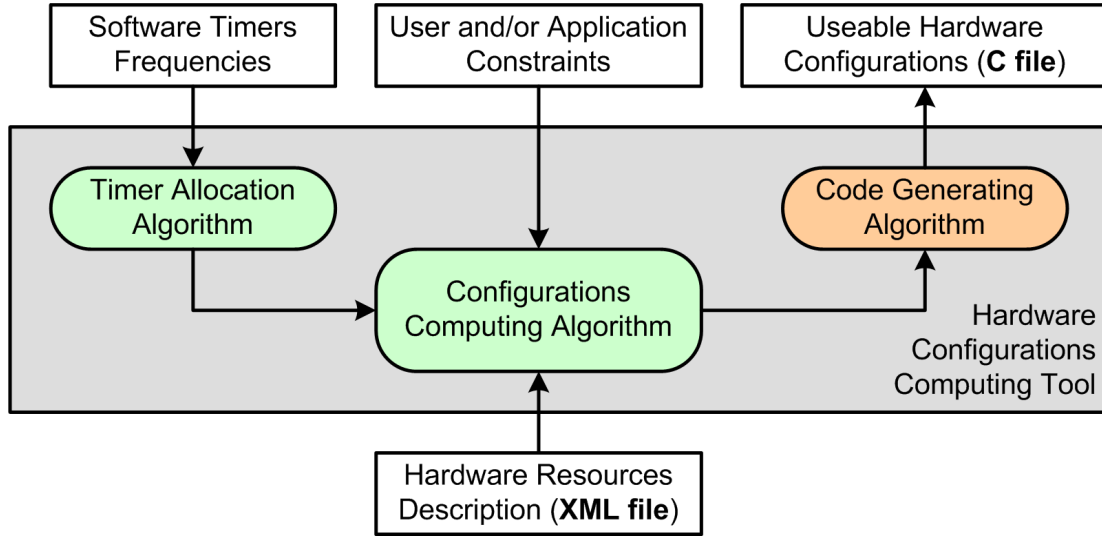 Software Timers
Frequencies
User and/or Application
Constraints
Useable Hardware
Configurations (C file)
Timer Allocation
Algorithm
Code Generating
Algorithm
Configurations
Computing Algorithm
Hardware
Configurations
Computing Tool
Hardware Resources
Description (XML file)